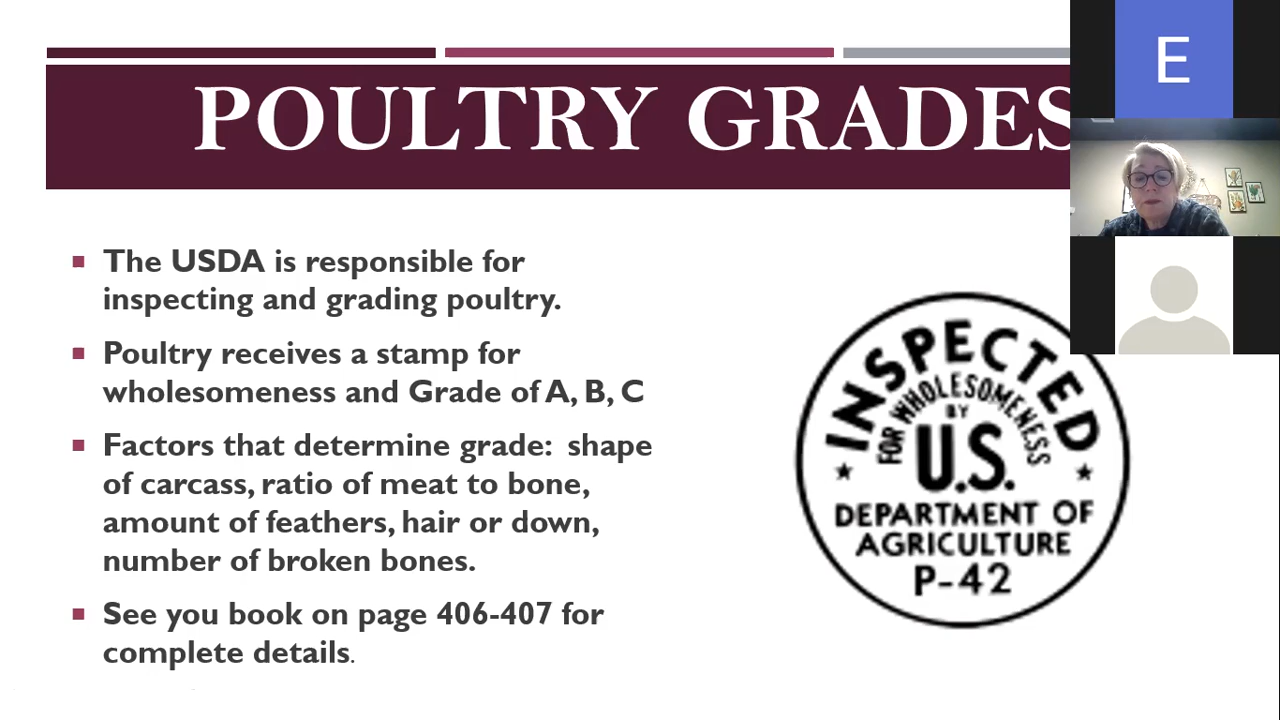 POULTRY GRADES
E
The USDA is responsible for
inspecting and grading poultry.
Poultry receives a stamp for
wholesomeness and Grade of A, B, C
Factors that determine grade:  shape
of carcass, ratio of meat to bone,
amount of feathers, hair or down,
number of broken bones.
See you book on page 406-407 for
complete details.
INSPECTED
FOR WHOLESOMENESS
BY
U.S.
DEPARTMENT OF
AGRICULTURE
P-42